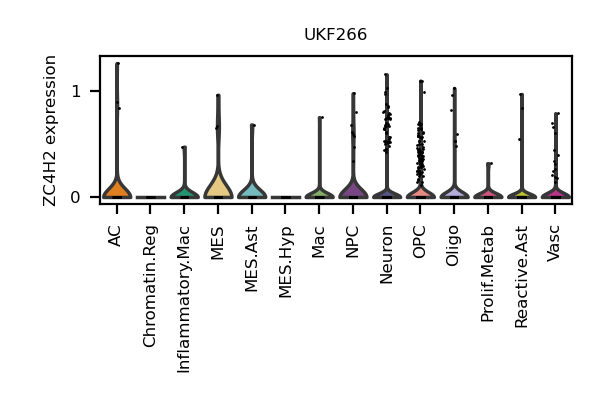 UKF266
ZC4H2 expression
1
0
AC
Chromatin.Reg
Inflammatory.Mac
MES
MES.Ast
MES.Hyp
Mac
NPC
Neuron
OPC
Oligo
Prolif.Metab
Reactive.Ast
Vasc